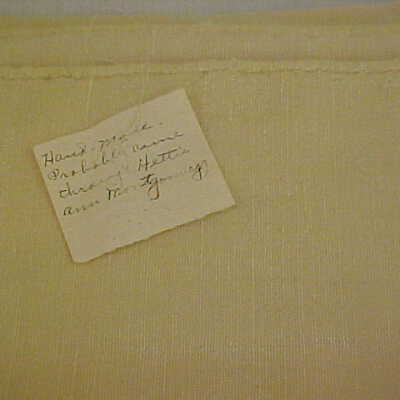 Hand-made.
Probably came
through Hettie
Ann Montgomery